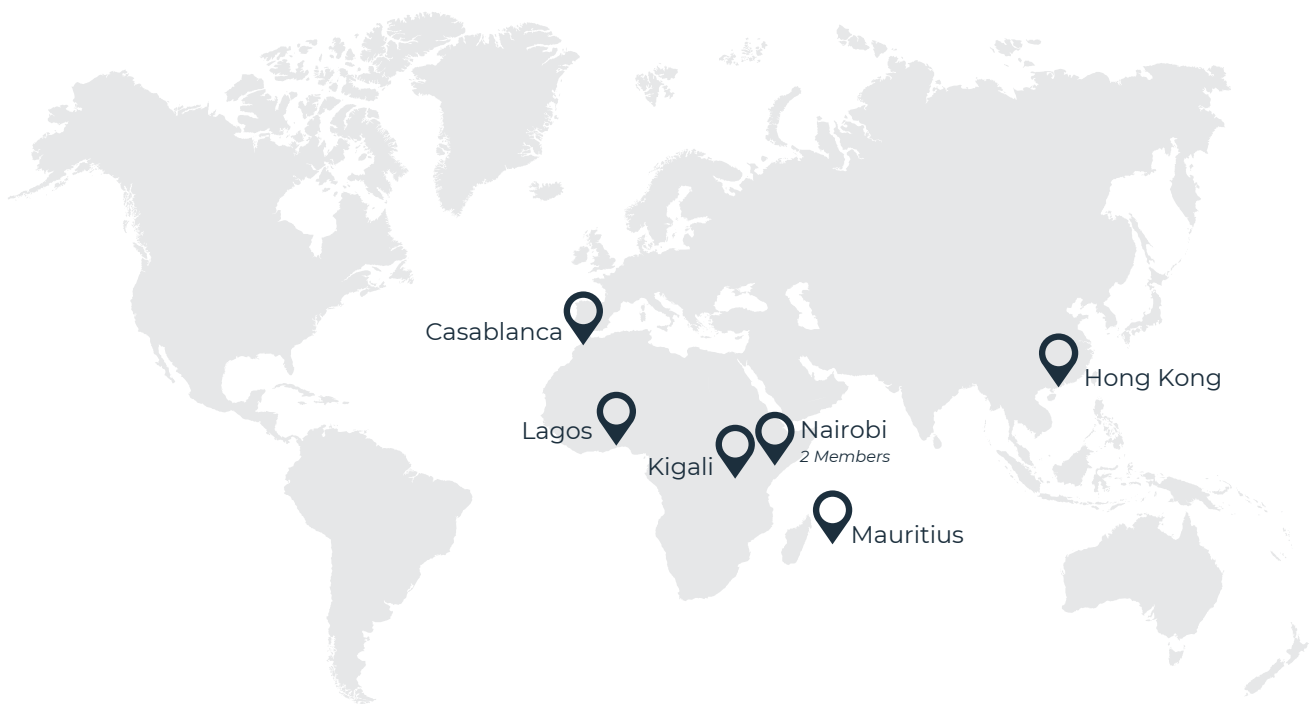 Casablanca
Hong Kong
Lagos
Nairobi
2 Members
Kigali
Mauritius